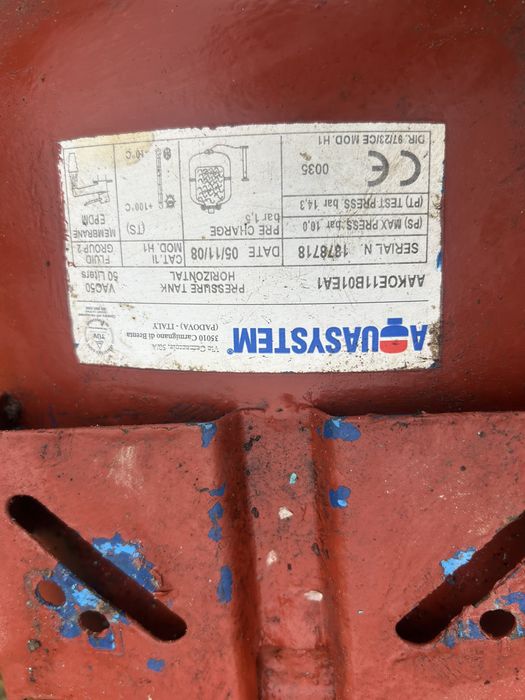 AQUASYSTEM®
Via Cartesane, 50/A
35010 Carmignano di Brenta
(PADOVA) - ITALY
TÜV
AAKOE11B01EA1
PRESSURE TANK
HORIZONTAL
VAO50
50 Liters
SERIAL N. 1878718 DATE 05/11/08
CAT. II
MOD. H1
FLUID
GROUP 2
(PS) MAX PRESS. bar 10.0
(PT) TEST PRESS. bar 14.3
PRE CHARGE
bar 1,5
(TS)
+100°C
-10°C
MEMBRANE
EPDM
CE 0035
DIR. 97/23/CE MOD.H1